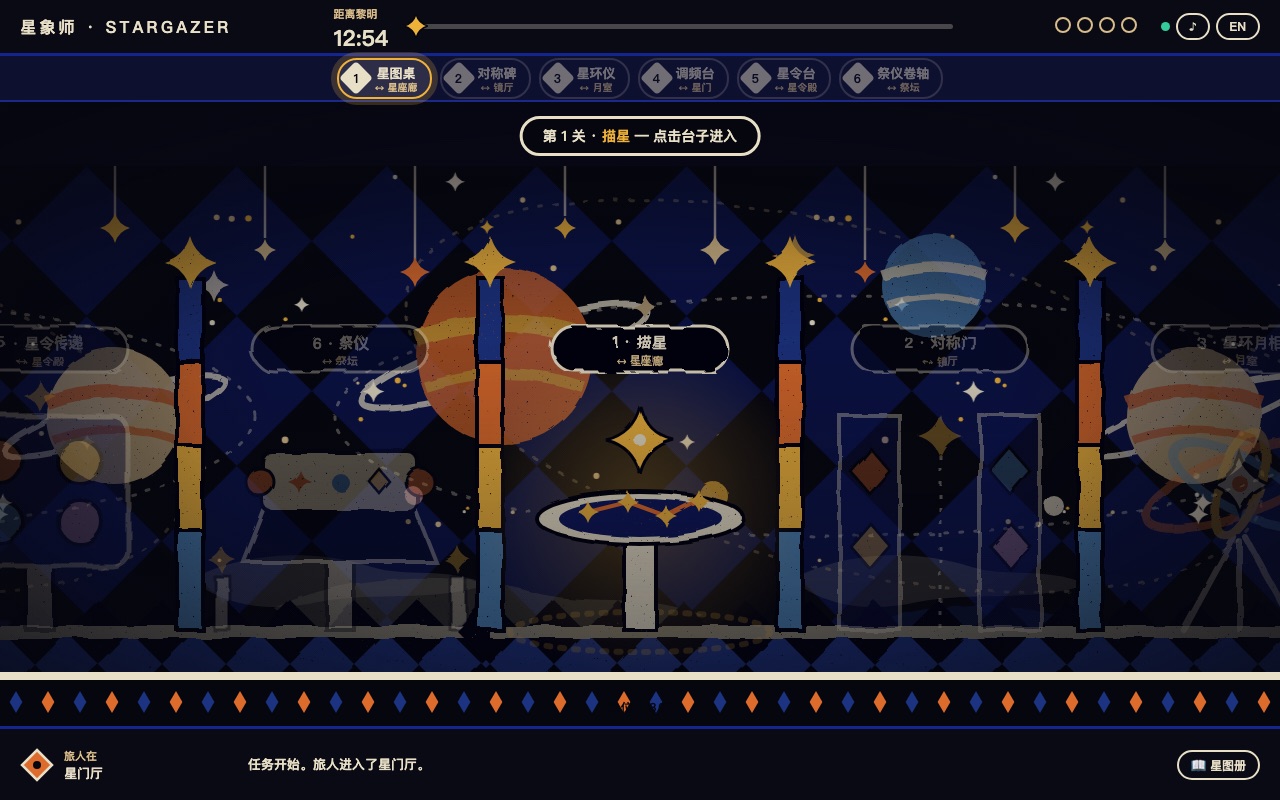 星象师 · STARGAZER
距离黎明
12:54
♪
EN
1 星图桌
↔ 星座廊
2 对称碑
↔ 镜厅
3 星环仪
↔ 月室
4 调频台
↔ 星门
5 星令台
↔ 星令殿
6 祭仪卷轴
↔ 祭坛
第 1 关 · 描星 — 点击台子进入
5 · 星令传递
↔ 星令殿
6 · 祭仪
↔ 祭坛
1 · 描星
↔ 星座廊
2 · 对称门
↔ 镜厅
3 · 星环月相
↔ 月室
旅人在
星门厅
任务开始。旅人进入了星门厅。
📖 星图册